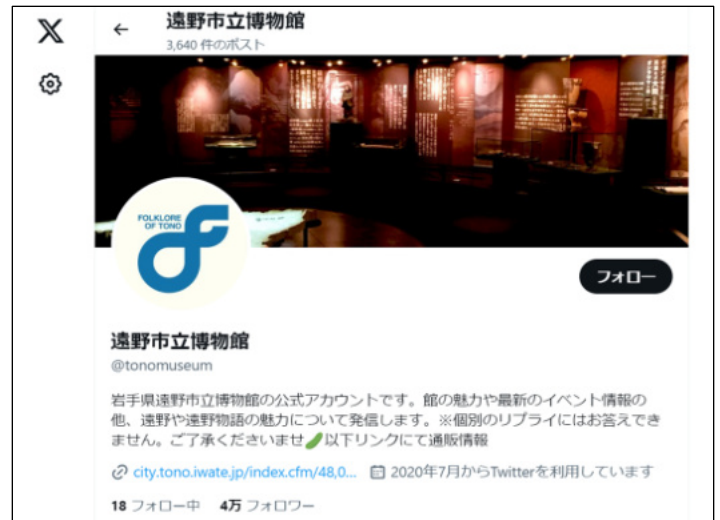 遠野市立博物館
3,640 件のポスト
FOLKLORE
OF TONO
フォロー
遠野市立博物館
@tonomuseum
岩手県遠野市立博物館の公式アカウントです。館の魅力や最新のイベント情報の
他、遠野や遠野物語の魅力について発信します。※個別のリプライにはお答えでき
ません。ご了承くださいませ🥒以下リンクにて通販情報
city.tono.iwate.jp/index.cfm/48,0... 2020年7月からTwitterを利用しています
18 フォロー中 4万 フォロワー